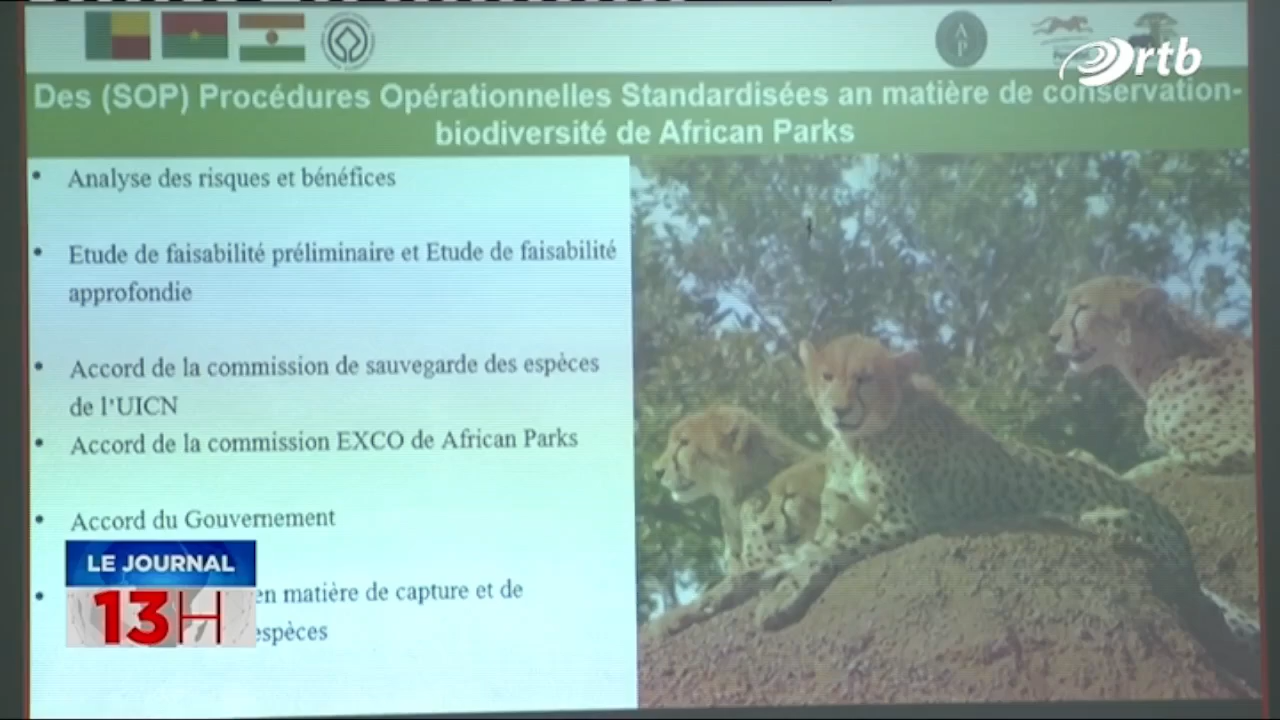 rtb
Des (SOP) Procédures Opérationnelles Standardisées an matière de conservation-
biodiversité de African Parks
• Analyse des risques et bénéfices
• Etude de faisabilité préliminaire et Etude de faisabilité
approfondie
• Accord de la commission de sauvegarde des espèces
de l'UICN
• Accord de la commission EXCO de African Parks
• Accord du Gouvernement
• en matière de capture et de
espèces
LE JOURNAL
13H